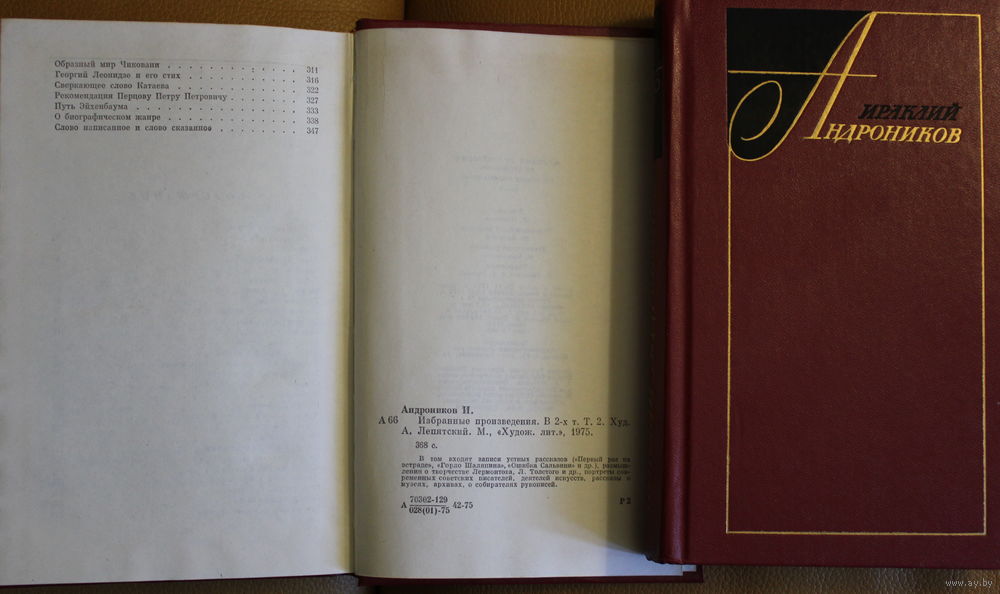 Образный мир Чиковани . . . . . . . . . . . . . 311
Георгий Леонидзе и его стих . . . . . . . . . . . 316
Сверкающее слово Катаева . . . . . . . . . . . . 322
Рекомендация Перцову Петру Петровичу . . . . . . . 327
Путь Эйхенбаума . . . . . . . . . . . . . . . 333
О биографическом жанре . . . . . . . . . . . . 338
Слово написанное и слово сказанное . . . . . . . . 347
Андроников И.
А 66 Избранные произведения. В 2-х т. Т. 2. Худ.
А. Лепятский. М., «Худож. лит.», 1975.
368 с.
В том входят записи устных рассказов («Первый раз на
эстраде», «Горло Шаляпина», «Ошибка Сальвини» и др.), размыш-
ления о творчестве Лермонтова, Л. Толстого и др., портреты сов-
ременных советских писателей, деятелей искусств, рассказы о
музеях, архивах, о собирателях рукописей.
А 70302-129
028(01)-75 42-75 Р 2
Ираклий
Андроников
www.ay.by